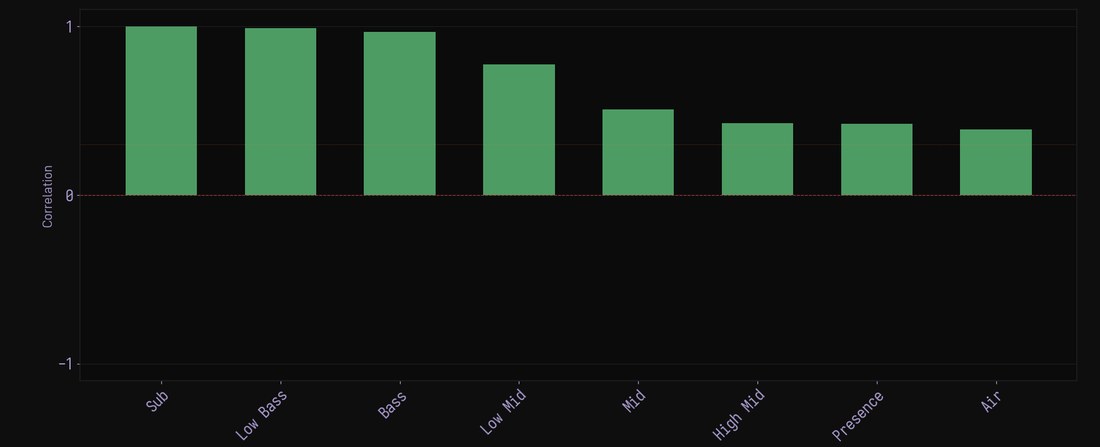 Correlation
1
0
−1
Sub
Low Bass
Bass
Low Mid
Mid
High Mid
Presence
Air